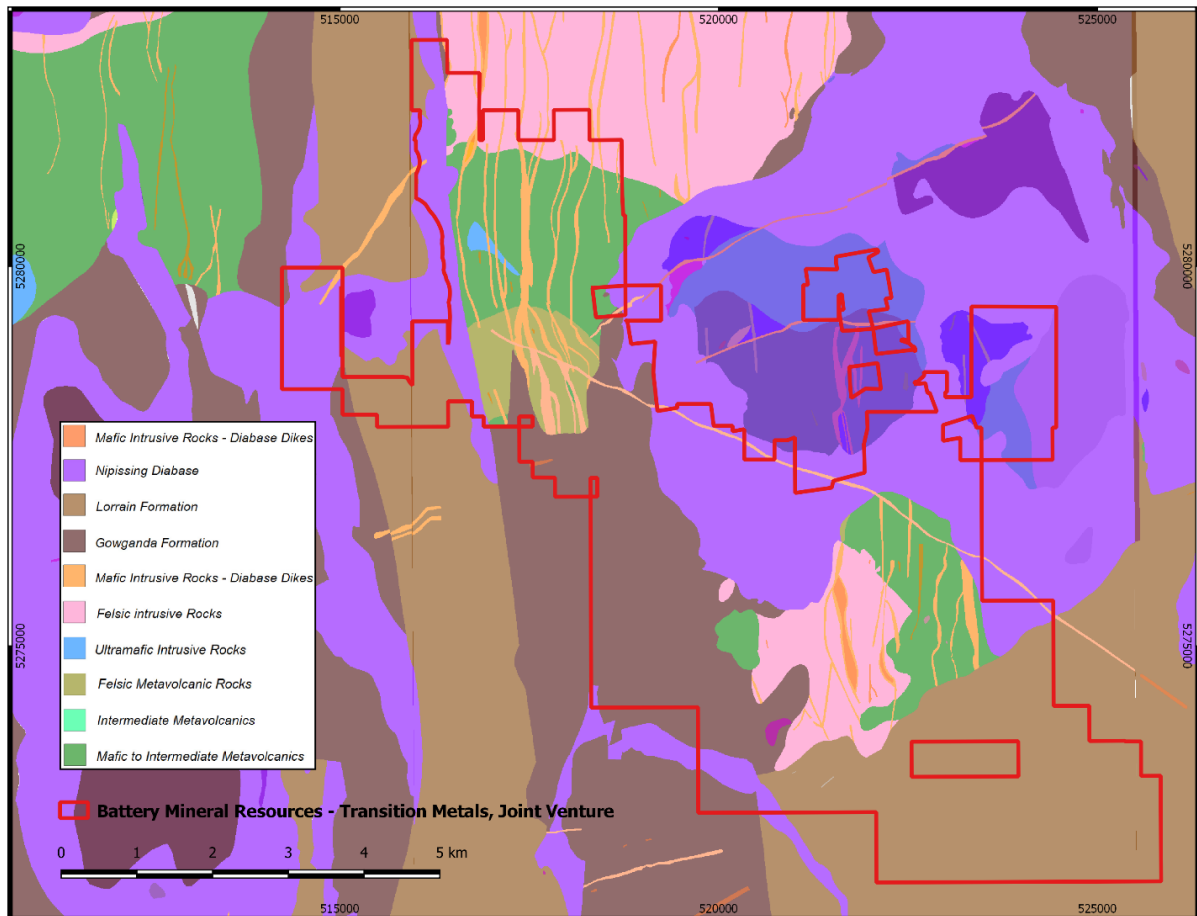 515000
520000
525000
5280000
5280000
Mafic Intrusive Rocks - Diabase Dikes
Nipissing Diabase
Lorrain Formation
Gowganda Formation
Mafic Intrusive Rocks - Diabase Dikes
Felsic intrusive Rocks
Ultramafic Intrusive Rocks
Felsic Metavolcanic Rocks
Intermediate Metavolcanics
Mafic to Intermediate Metavolcanics
5275000
5275000
Battery Mineral Resources - Transition Metals, Joint Venture
0 1 2 3 4 5 km
515000
520000
525000